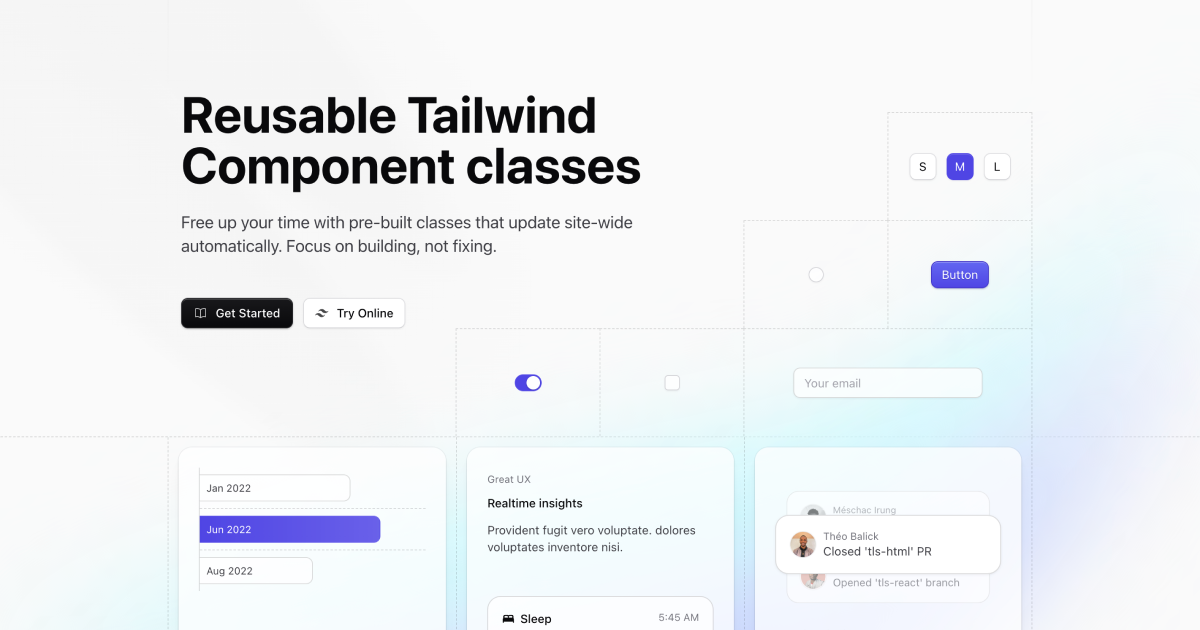 Reusable Tailwind
Component classes
Free up your time with pre-built classes that update site-wide
automatically. Focus on building, not fixing.
Get Started
Try Online
S
M
L
Button
Your email
Jan 2022
Jun 2022
Aug 2022
Great UX
Realtime insights
Provident fugit vero voluptate. dolores
voluptates inventore nisi.
Sleep
5:45 AM
Méschac Irung
Théo Balick
Closed 'tls-html' PR
Opened 'tls-react' branch